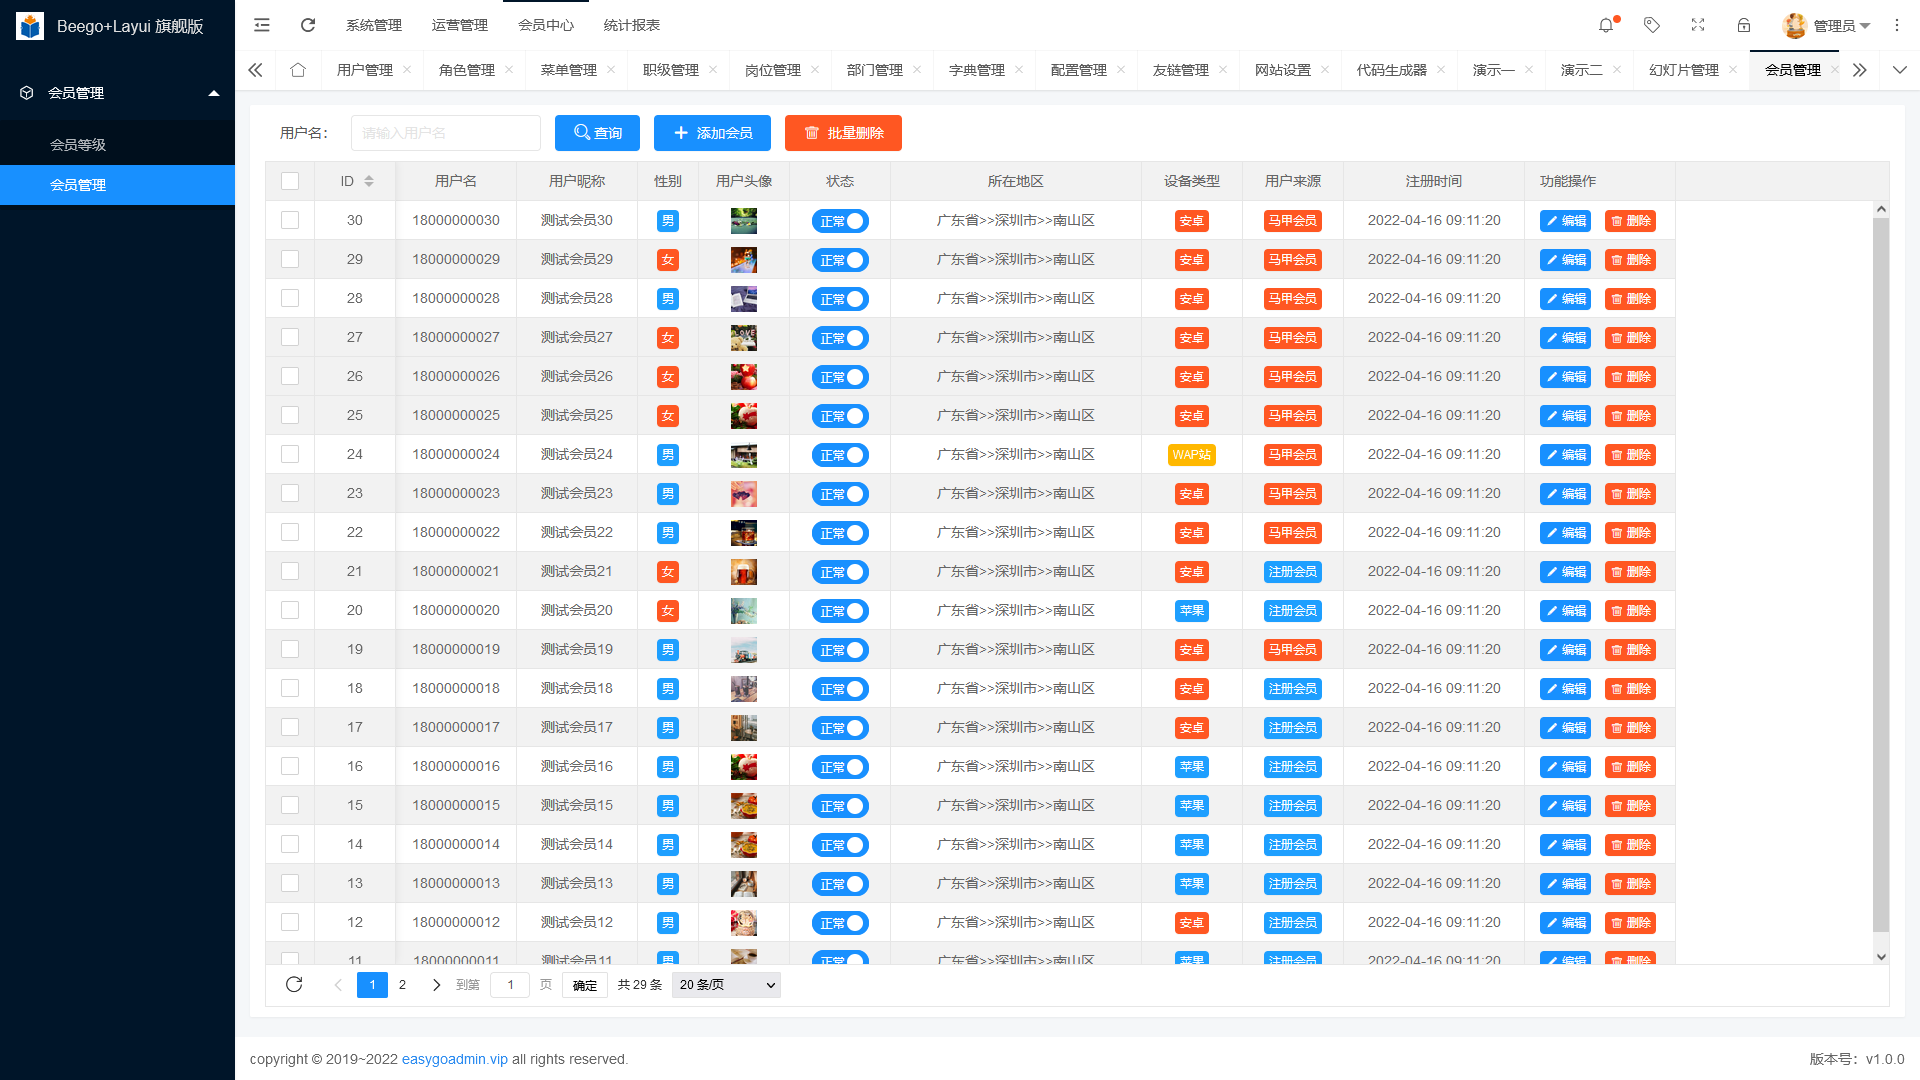 Beego+Layui 旗舰版
系统管理 运营管理 会员中心 统计报表 管理员
用户管理 角色管理 菜单管理 职级管理 岗位管理 部门管理 字典管理 配置管理 友链管理 网站设置 代码生成器 演示一 演示二 幻灯片管理 会员管理
会员管理
会员等级
会员管理
用户名： 请输入用户名 查询 添加会员 批量删除
ID 用户名 用户昵称 性别 用户头像 状态 所在地区 设备类型 用户来源 注册时间 功能操作
30 18000000030 测试会员30 男 正常 广东省>>深圳市>>南山区 安卓 马甲会员 2022-04-16 09:11:20 编辑 删除
29 18000000029 测试会员29 女 正常 广东省>>深圳市>>南山区 安卓 马甲会员 2022-04-16 09:11:20 编辑 删除
28 18000000028 测试会员28 男 正常 广东省>>深圳市>>南山区 安卓 马甲会员 2022-04-16 09:11:20 编辑 删除
27 18000000027 测试会员27 女 正常 广东省>>深圳市>>南山区 安卓 马甲会员 2022-04-16 09:11:20 编辑 删除
26 18000000026 测试会员26 女 正常 广东省>>深圳市>>南山区 安卓 马甲会员 2022-04-16 09:11:20 编辑 删除
25 18000000025 测试会员25 女 正常 广东省>>深圳市>>南山区 安卓 马甲会员 2022-04-16 09:11:20 编辑 删除
24 18000000024 测试会员24 男 正常 广东省>>深圳市>>南山区 WAP站 马甲会员 2022-04-16 09:11:20 编辑 删除
23 18000000023 测试会员23 男 正常 广东省>>深圳市>>南山区 安卓 马甲会员 2022-04-16 09:11:20 编辑 删除
22 18000000022 测试会员22 男 正常 广东省>>深圳市>>南山区 安卓 马甲会员 2022-04-16 09:11:20 编辑 删除
21 18000000021 测试会员21 女 正常 广东省>>深圳市>>南山区 安卓 注册会员 2022-04-16 09:11:20 编辑 删除
20 18000000020 测试会员20 女 正常 广东省>>深圳市>>南山区 苹果 注册会员 2022-04-16 09:11:20 编辑 删除
19 18000000019 测试会员19 男 正常 广东省>>深圳市>>南山区 安卓 马甲会员 2022-04-16 09:11:20 编辑 删除
18 18000000018 测试会员18 男 正常 广东省>>深圳市>>南山区 安卓 注册会员 2022-04-16 09:11:20 编辑 删除
17 18000000017 测试会员17 男 正常 广东省>>深圳市>>南山区 安卓 注册会员 2022-04-16 09:11:20 编辑 删除
16 18000000016 测试会员16 男 正常 广东省>>深圳市>>南山区 苹果 注册会员 2022-04-16 09:11:20 编辑 删除
15 18000000015 测试会员15 男 正常 广东省>>深圳市>>南山区 苹果 注册会员 2022-04-16 09:11:20 编辑 删除
14 18000000014 测试会员14 男 正常 广东省>>深圳市>>南山区 苹果 注册会员 2022-04-16 09:11:20 编辑 删除
13 18000000013 测试会员13 男 正常 广东省>>深圳市>>南山区 苹果 注册会员 2022-04-16 09:11:20 编辑 删除
12 18000000012 测试会员12 男 正常 广东省>>深圳市>>南山区 安卓 注册会员 2022-04-16 09:11:20 编辑 删除
11 18000000011 测试会员11 男 正常 广东省>>深圳市>>南山区 苹果 注册会员 2022-04-16 09:11:20 编辑 删除
1 2 到第 1 页 确定 共 29 条 20 条/页
copyright © 2019~2022 easygoadmin.vip all rights reserved. 版本号：v1.0.0